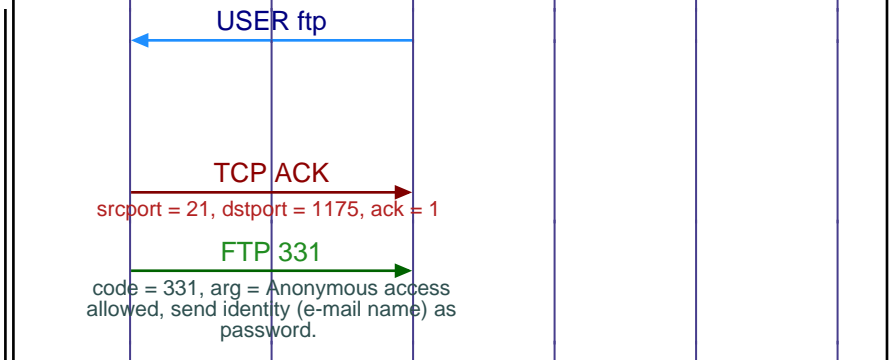 USER ftp
TCP ACK
srcport = 21, dstport = 1175, ack = 1
FTP 331
code = 331, arg = Anonymous access
allowed, send identity (e-mail name) as
password.